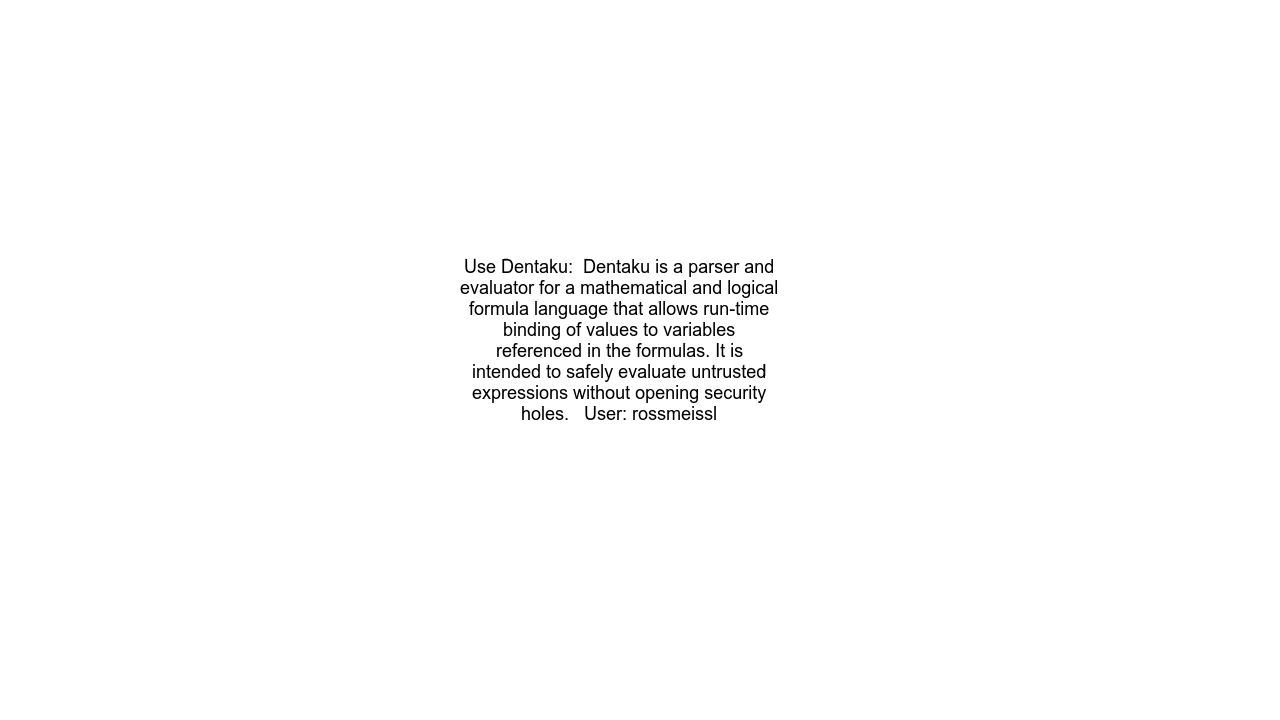 Use Dentaku:  Dentaku is a parser and
evaluator for a mathematical and logical
formula language that allows run-time
binding of values to variables
referenced in the formulas. It is
intended to safely evaluate untrusted
expressions without opening security
holes.   User: rossmeissl